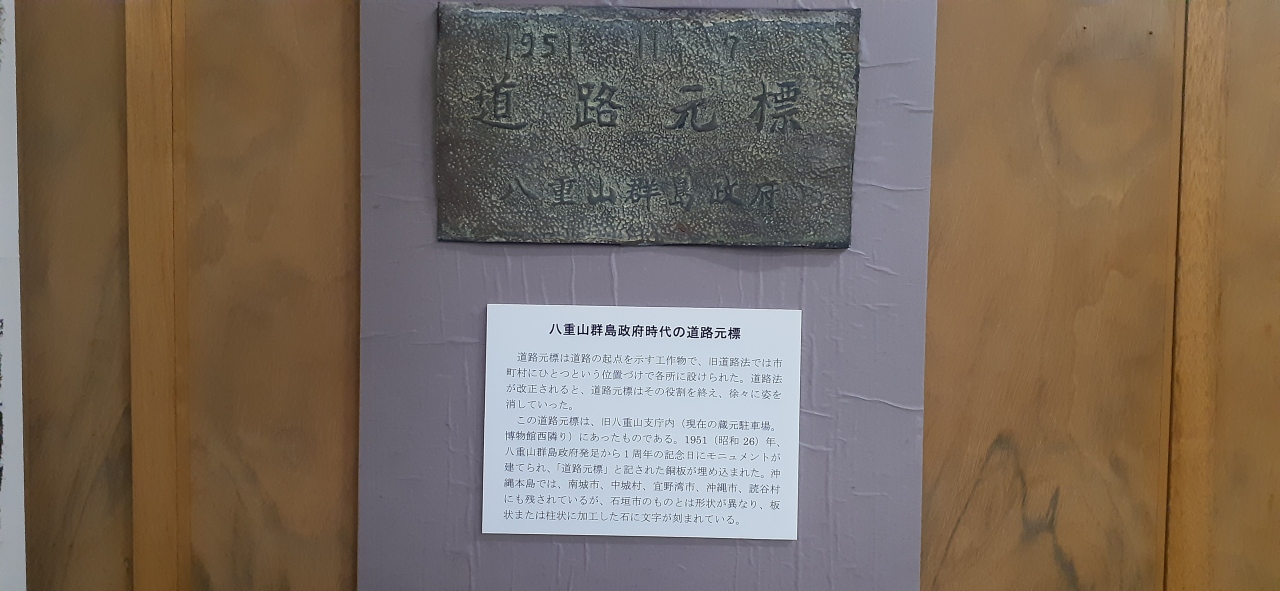 1951 11 7
道路元標
八重山群島政府
八重山群島政府時代の道路元標
道路元標は道路の起点を示す工作物で、旧道路法では市
町村にひとつという位置づけで各所に設けられた。道路法
が改正されると、道路元標はその役割を終え、徐々に姿を
消していった。
この道路元標は、旧八重山支庁内（現在の蔵元駐車場。
博物館西隣り）にあったものである。1951（昭和 26）年、
八重山群島政府発足から1周年の記念日にモニュメントが
建てられ、「道路元標」と記された銅板が埋め込まれた。沖
縄本島では、南城市、中城村、宜野湾市、沖縄市、読谷村
にも残されているが、石垣市のものとは形状が異なり、板
状または柱状に加工した石に文字が刻まれている。